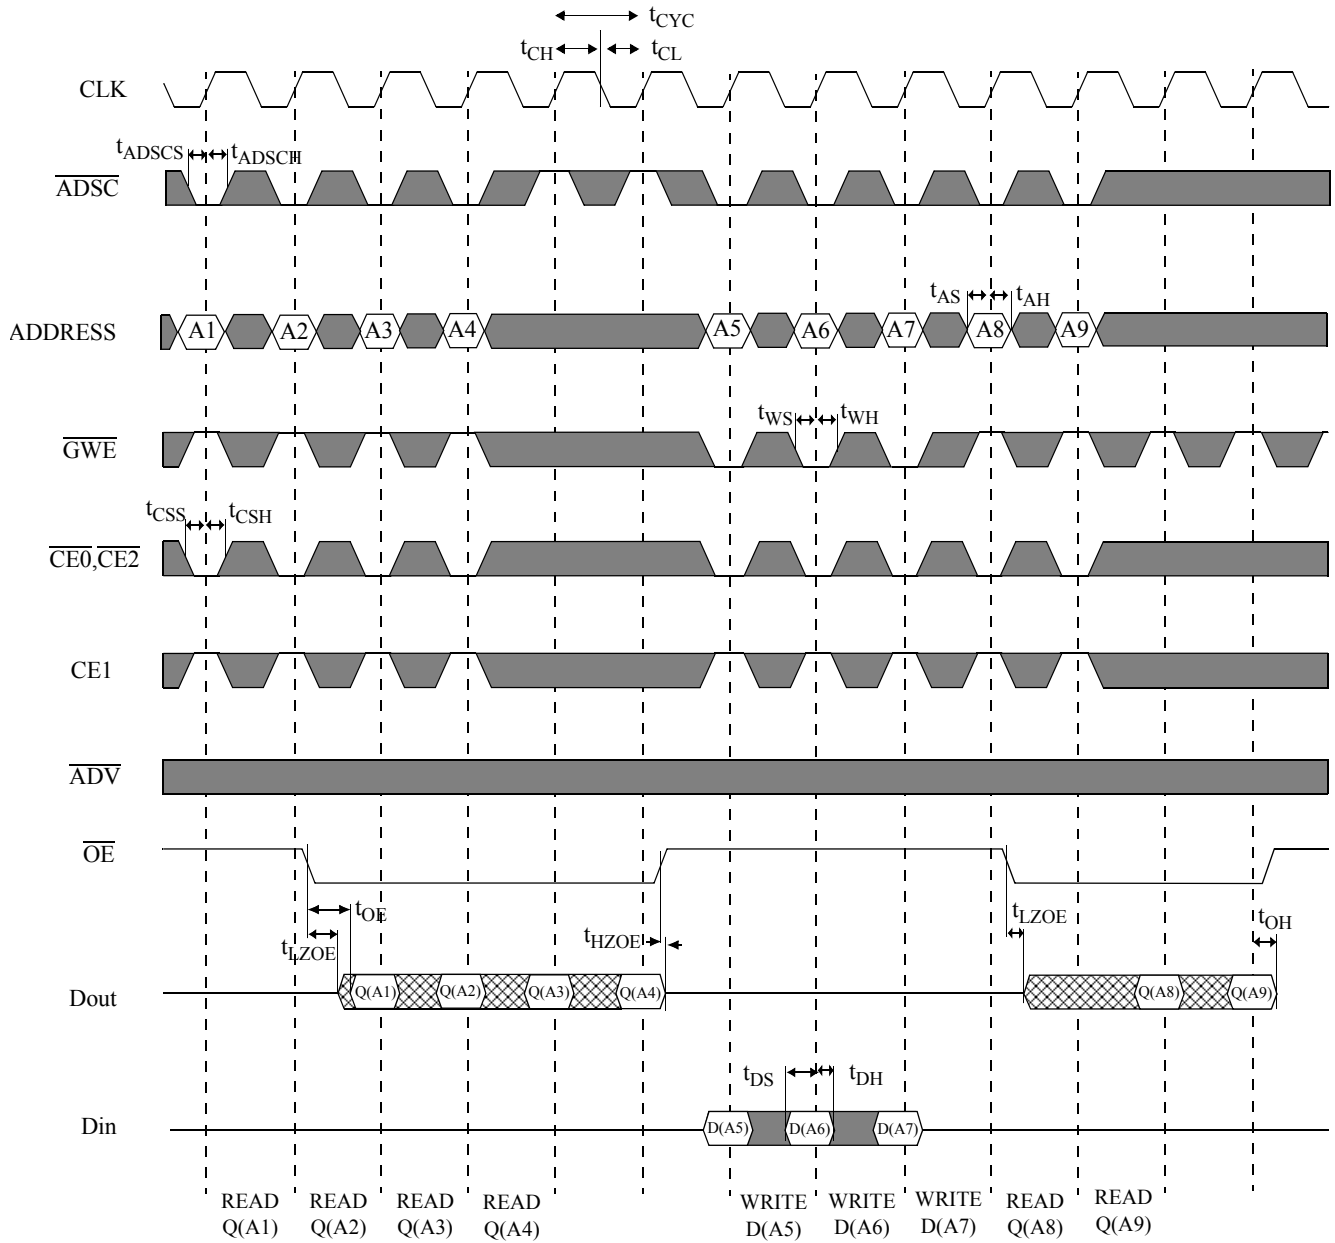 tCYC
tCH tCL
CLK
tADSCS tADSCH
ADSC
tAS tAH
ADDRESS A1 A2 A3 A4 A5 A6 A7 A8 A9
tWS tWH
GWE
tCSS tCSH
CE0,CE2
CE1
ADV
OE
tOE tLZOE
tLZOE tHZOE tOH
Dout Q(A1) Q(A2) Q(A3) Q(A4) Q(A8) Q(A9)
tDS tDH
Din D(A5) D(A6) D(A7)
READ READ READ READ WRITE WRITE WRITE READ READ
Q(A1) Q(A2) Q(A3) Q(A4) D(A5) D(A6) D(A7) Q(A8) Q(A9)